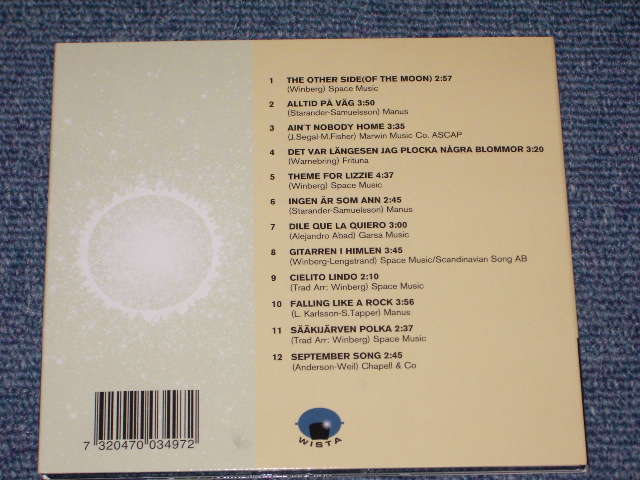 1 THE OTHER SIDE(OF THE MOON) 2:57
(Winberg) Space Music
2 ALLTID PÅ VÄG 3:50
(Starander-Samuelsson) Manus
3 AIN'T NOBODY HOME 3:35
(J.Segal-M.Fisher) Marwin Music Co. ASCAP
4 DET VAR LÄNGESEN JAG PLOCKA NÅGRA BLOMMOR 3:20
(Warnebring) Frituna
5 THEME FOR LIZZIE 4:37
(Winberg) Space Music
6 INGEN ÄR SOM ANN 2:45
(Starander-Samuelsson) Manus
7 DILE QUE LA QUIERO 3:00
(Alejandro Abad) Garsa Music
8 GITARREN I HIMLEN 3:45
(Winberg-Lengstrand) Space Music/Scandinavian Song AB
9 CIELITO LINDO 2:10
(Trad Arr: Winberg) Space Music
10 FALLING LIKE A ROCK 3:56
(L. Karlsson-S.Tapper) Manus
11 SÄÄKIJÄRVEN POLKA 2:37
(Trad Arr: Winberg) Space Music
12 SEPTEMBER SONG 2:45
(Anderson-Weil) Chapell & Co
7 320470 034972
WISTA